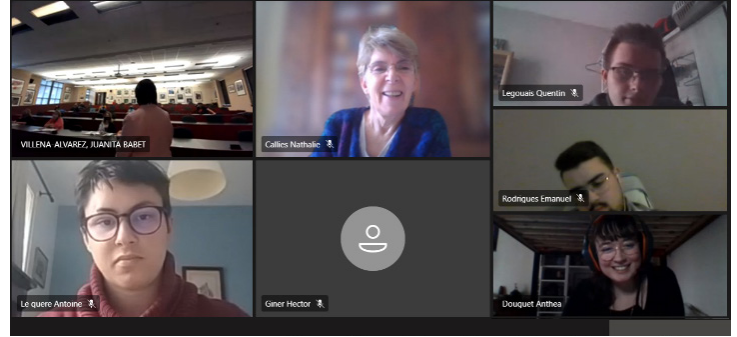 VILLENA ALVAREZ, JUANITA BABET
Callies Nathalie
Legouais Quentin
Rodrigues Emanuel
Le quere Antoine
Giner Hector
Douquet Anthea